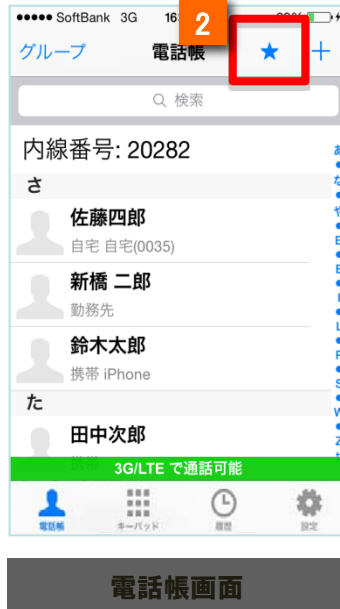 SoftBank 3G 16
2
グループ 電話帳 ★ +
検索
内線番号: 20282
さ
佐藤四郎
自宅 自宅(0035)
新橋 二郎
勤務先
鈴木太郎
携帯 iPhone
た
田中次郎
3G/LTE で通話可能
電話帳 キーパッド 履歴 設定
電話帳画面